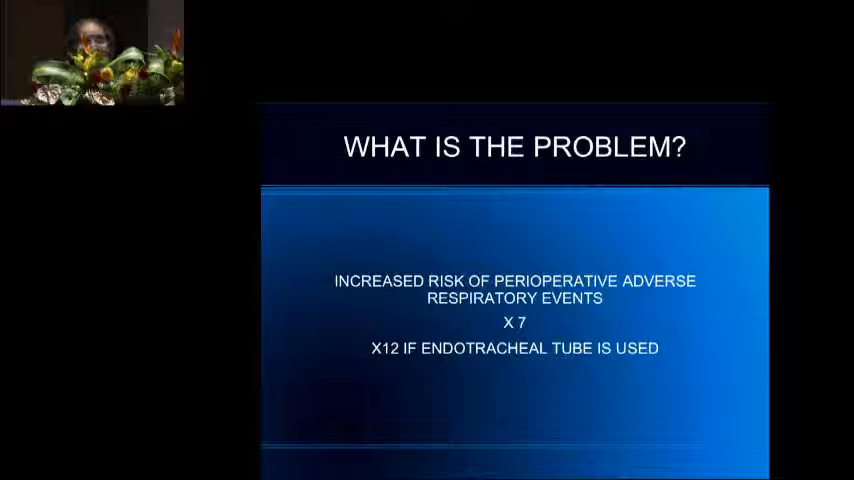 WHAT IS THE PROBLEM?
INCREASED RISK OF PERIOPERATIVE ADVERSE
RESPIRATORY EVENTS
X 7
X12 IF ENDOTRACHEAL TUBE IS USED